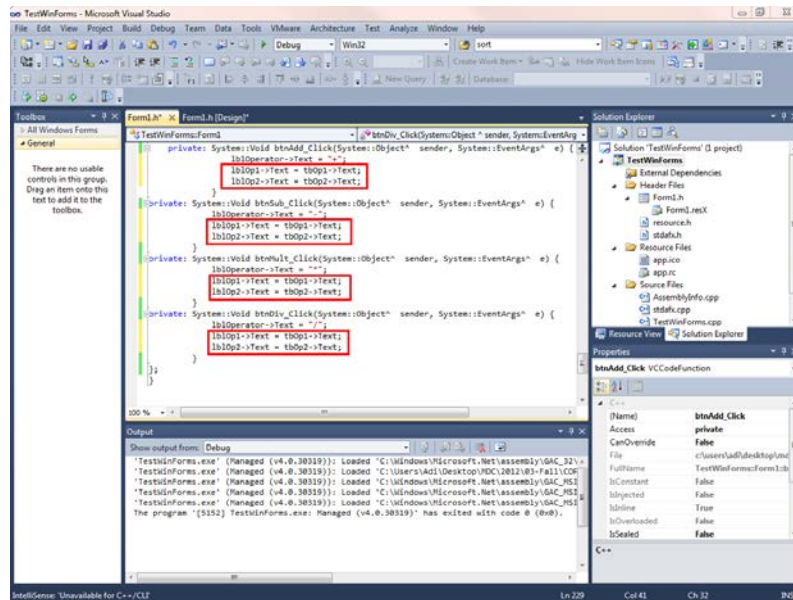 TestWinForms - Microsoft Visual Studio
File Edit View Project Build Debug Team Data Tools VMware Architecture Test Analyze Window Help
Debug Win32 sort
Create Work Item Hide Work Item Icons
New Query Database:
Toolbox
All Windows Forms
General
There are no usable
controls in this group.
Drag an item onto this
text to add it to the
toolbox.
Form1.h* Form1.h [Design]*
TestWinForms::Form1 btnDiv_Click(System::Object ^ sender, System::EventArg
private: System::Void btnAdd_Click(System::Object^ sender, System::EventArgs^ e) {
lblOperator->Text = "+";
lblOp1->Text = tbOp1->Text;
lblOp2->Text = tbOp2->Text;
}
private: System::Void btnSub_Click(System::Object^ sender, System::EventArgs^ e) {
lblOperator->Text = "-";
lblOp1->Text = tbOp1->Text;
lblOp2->Text = tbOp2->Text;
}
private: System::Void btnMult_Click(System::Object^ sender, System::EventArgs^ e) {
lblOperator->Text = "*";
lblOp1->Text = tbOp1->Text;
lblOp2->Text = tbOp2->Text;
}
private: System::Void btnDiv_Click(System::Object^ sender, System::EventArgs^ e) {
lblOperator->Text = "/";
lblOp1->Text = tbOp1->Text;
lblOp2->Text = tbOp2->Text;
}
};
}
100 %
Output
Show output from: Debug
'TestWinForms.exe' (Managed (v4.0.30319)): Loaded 'C:\Windows\Microsoft.Net\assembly\GAC_32\
'TestWinForms.exe' (Managed (v4.0.30319)): Loaded 'C:\Users\Adi\Desktop\MDC\2012\03-Fall\COP
'TestWinForms.exe' (Managed (v4.0.30319)): Loaded 'C:\Windows\Microsoft.Net\assembly\GAC_MSI
'TestWinForms.exe' (Managed (v4.0.30319)): Loaded 'C:\Windows\Microsoft.Net\assembly\GAC_MSI
'TestWinForms.exe' (Managed (v4.0.30319)): Loaded 'C:\Windows\Microsoft.Net\assembly\GAC_MSI
The program '[5152] TestWinForms.exe: Managed (v4.0.30319)' has exited with code 0 (0x0).
Solution Explorer
Solution 'TestWinForms' (1 project)
TestWinForms
External Dependencies
Header Files
Form1.h
Form1.resX
resource.h
stdafx.h
Resource Files
app.ico
app.rc
Source Files
AssemblyInfo.cpp
stdafx.cpp
TestWinForms.cpp
Resource View Solution Explorer
Properties
btnAdd_Click VCCodeFunction
C++
(Name) btnAdd_Click
Access private
CanOverride False
File c:\users\adi\desktop\mc
FullName TestWinForms::Form1::b
IsConstant False
IsInjected False
IsInline True
IsOverloaded False
IsSealed False
C++
IntelliSense: 'Unavailable for C++/CLI' Ln 229 Col 41 Ch 32 INS